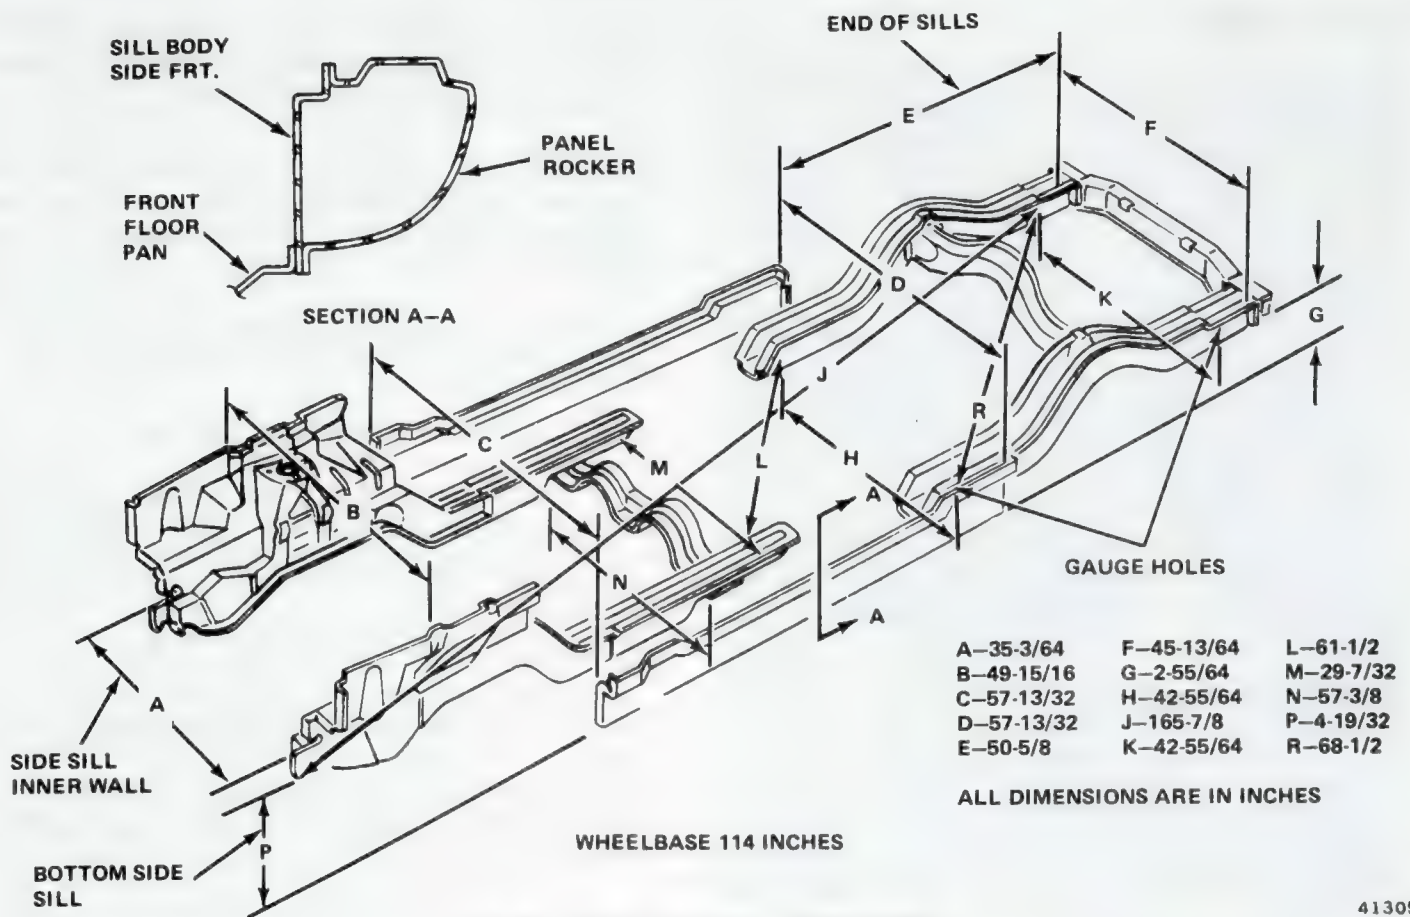 SILL BODY
SIDE FRT.
END OF SILLS
E
F
PANEL
ROCKER
FRONT
FLOOR
PAN
SECTION A–A
D
K
G
J
R
C
M
L
H
A
B
N
GAUGE HOLES
A
A
SIDE SILL
INNER WALL
P
BOTTOM SIDE
SILL
WHEELBASE 114 INCHES
A–35-3/64 F–45-13/64 L–61-1/2
B–49-15/16 G–2-55/64 M–29-7/32
C–57-13/32 H–42-55/64 N–57-3/8
D–57-13/32 J–165-7/8 P–4-19/32
E–50-5/8 K–42-55/64 R–68-1/2
ALL DIMENSIONS ARE IN INCHES
41309